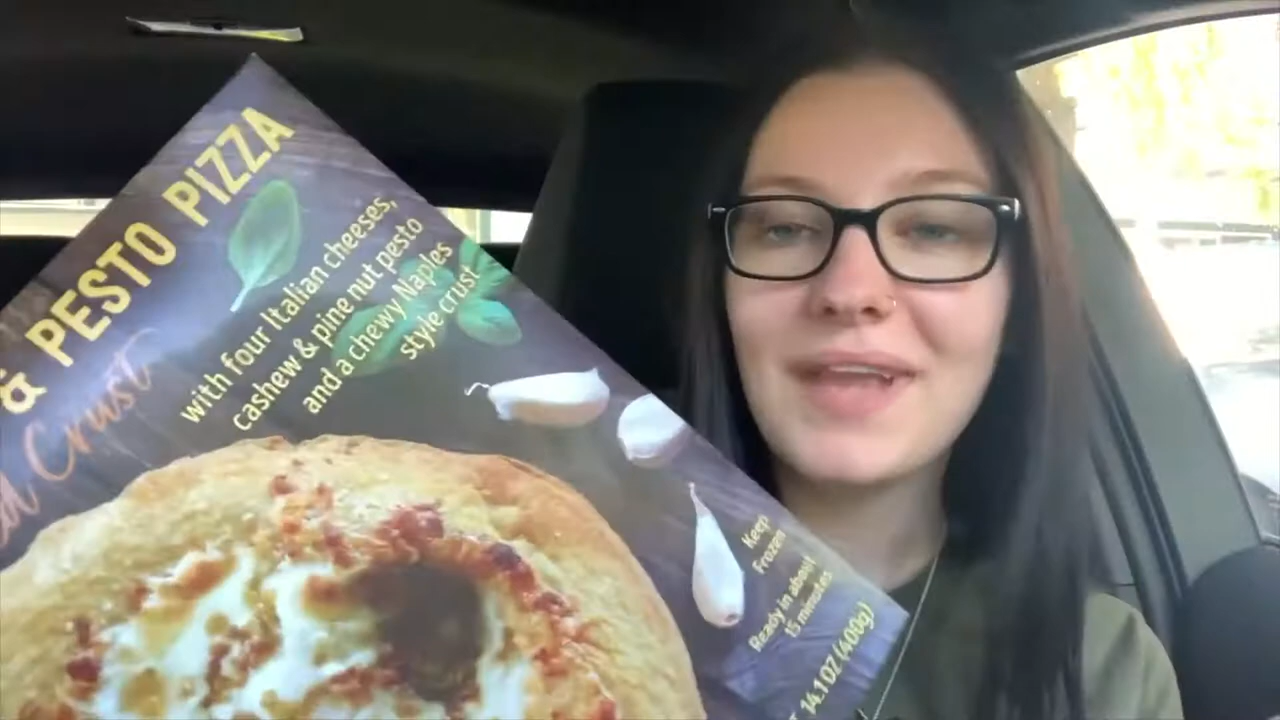 & PESTO PIZZA
Crust
with four Italian cheeses,
cashew & pine nut pesto
and a chewy Naples
style crust
Keep
Frozen
Ready in about
15 minutes
14.1 OZ (400g)